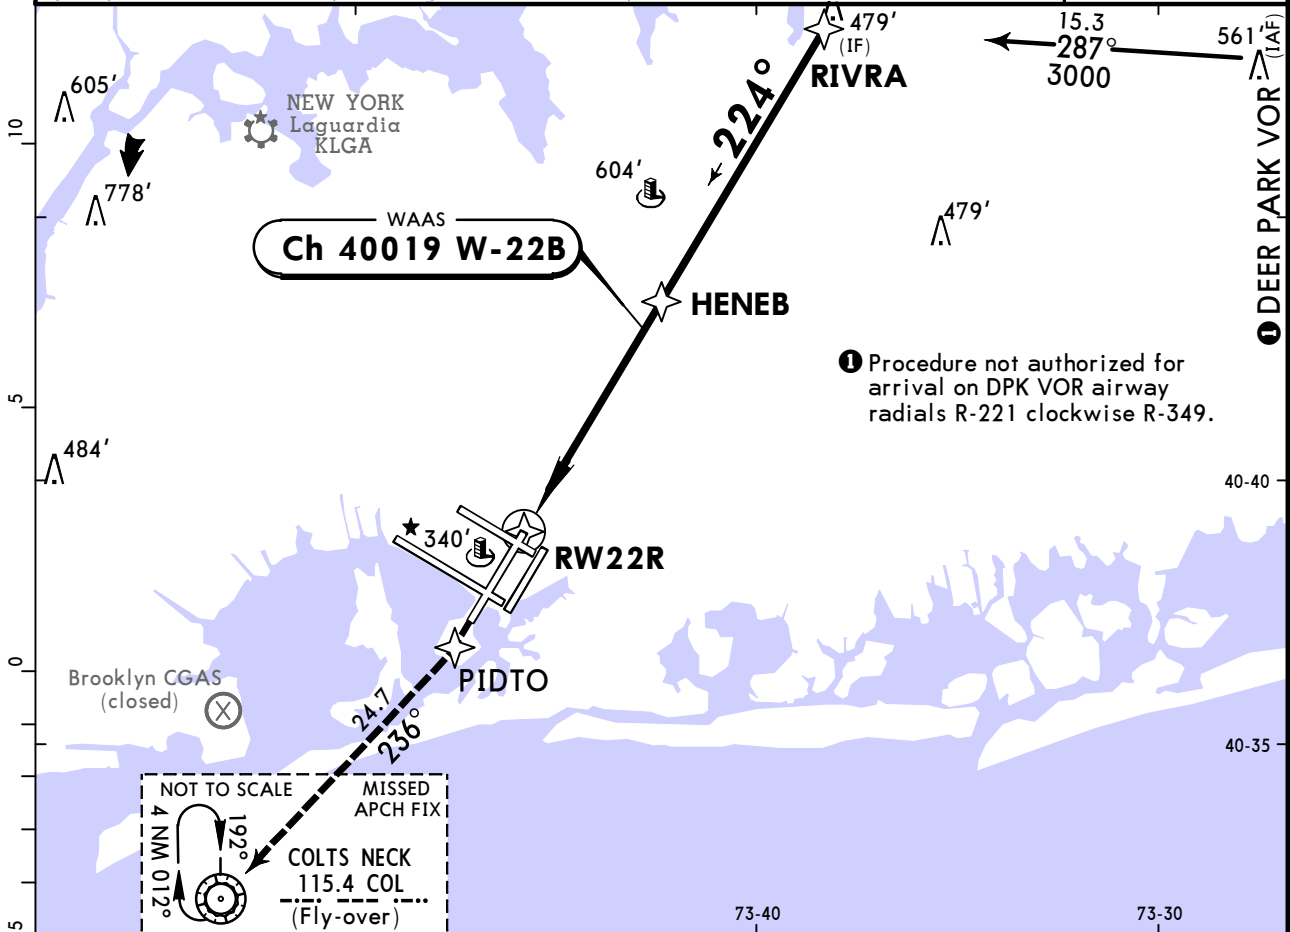 479'
(IF)
RIVRA
15.3
287°
3000
561'
(IAF)
❶ DEER PARK VOR
605'
NEW YORK
Laguardia
KLGA
10
224°
778'
604'
WAAS
Ch 40019 W-22B
479'
HENEB
❶ Procedure not authorized for
arrival on DPK VOR airway
radials R-221 clockwise R-349.
5
484'
40-40
340'
RW22R
0
Brooklyn CGAS
(closed)
PIDTO
24.7
236°
40-35
NOT TO SCALE
MISSED
APCH FIX
4 NM 012°
192°
COLTS NECK
115.4 COL
(Fly-over)
73-40
73-30
5